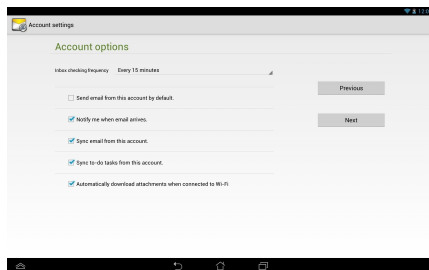 12:0
Account settings
Account options
Inbox checking frequency Every 15 minutes
Previous
Send email from this account by default.
Notify me when email arrives.
Next
Sync email from this account.
Sync to-do tasks from this account.
Automatically download attachments when connected to Wi-Fi